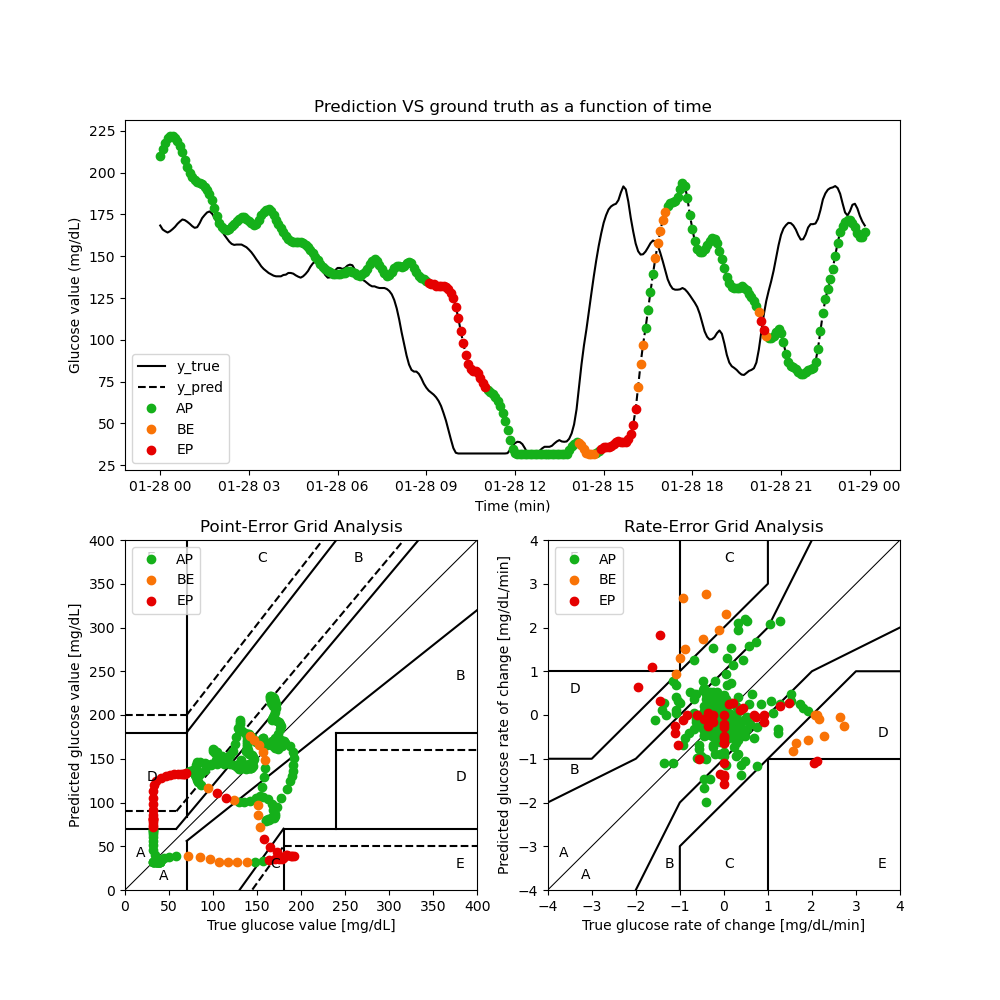 Prediction VS ground truth as a function of time
Glucose value (mg/dL)
225
200
175
150
125
100
75
50
25
y_true
y_pred
AP
BE
EP
01-28 00 01-28 03 01-28 06 01-28 09 01-28 12 01-28 15 01-28 18 01-28 21 01-29 00
Time (min)
Point-Error Grid Analysis
Predicted glucose value [mg/dL]
400
350
300
250
200
150
100
50
0
AP
BE
EP
C B
B
D D
A
A C E
0 50 100 150 200 250 300 350 400
True glucose value [mg/dL]
Rate-Error Grid Analysis
Predicted glucose rate of change [mg/dL/min]
4
3
2
1
0
−1
−2
−3
−4
AP
BE
EP
C
D
D
B
A
A B C E
−4 −3 −2 −1 0 1 2 3 4
True glucose rate of change [mg/dL/min]